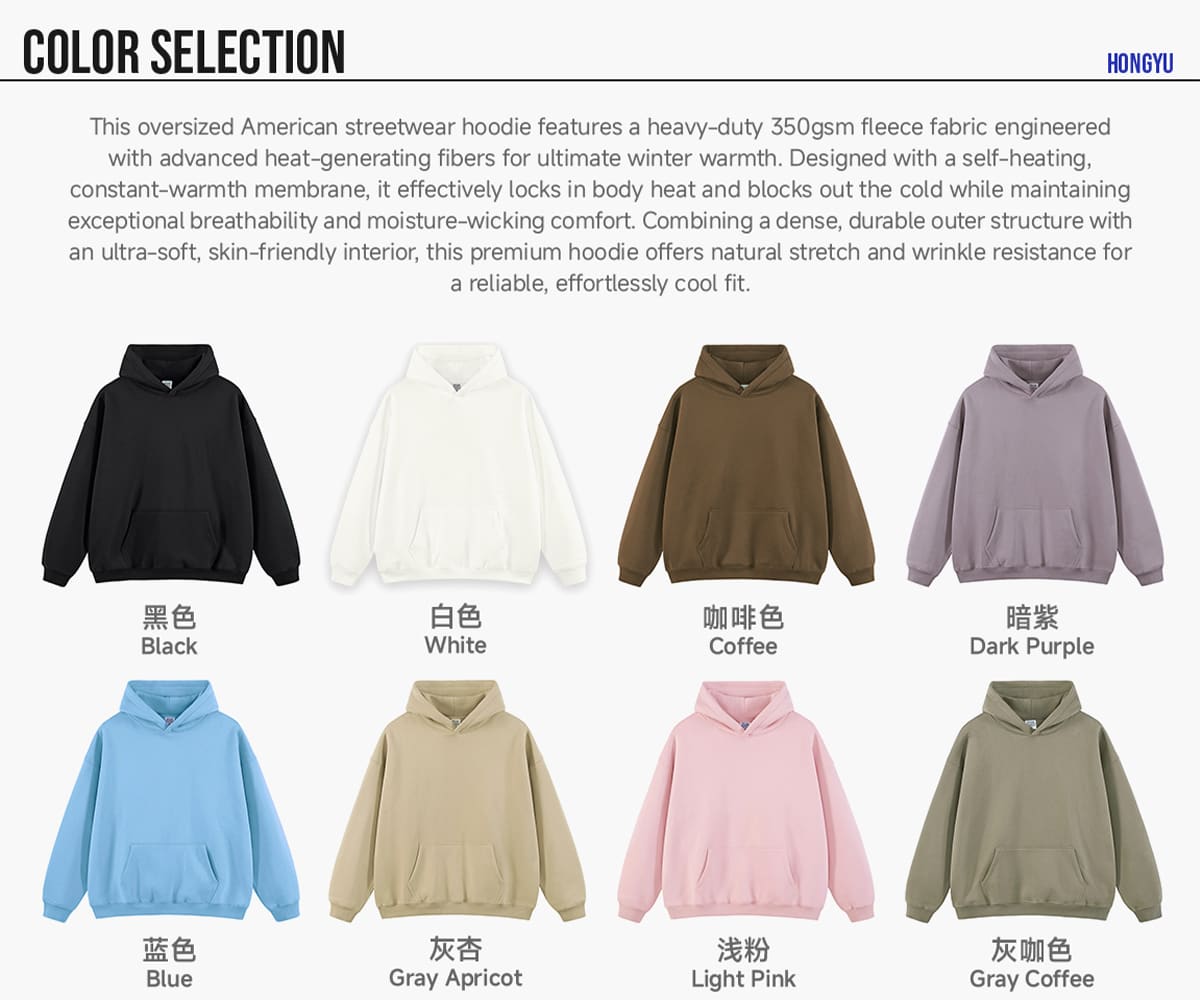 COLOR SELECTION
HONGYU
This oversized American streetwear hoodie features a heavy-duty 350gsm fleece fabric engineered
with advanced heat-generating fibers for ultimate winter warmth. Designed with a self-heating,
constant-warmth membrane, it effectively locks in body heat and blocks out the cold while maintaining
exceptional breathability and moisture-wicking comfort. Combining a dense, durable outer structure with
an ultra-soft, skin-friendly interior, this premium hoodie offers natural stretch and wrinkle resistance for
a reliable, effortlessly cool fit.
黑色
Black
白色
White
咖啡色
Coffee
暗紫
Dark Purple
蓝色
Blue
灰杏
Gray Apricot
浅粉
Light Pink
灰咖色
Gray Coffee